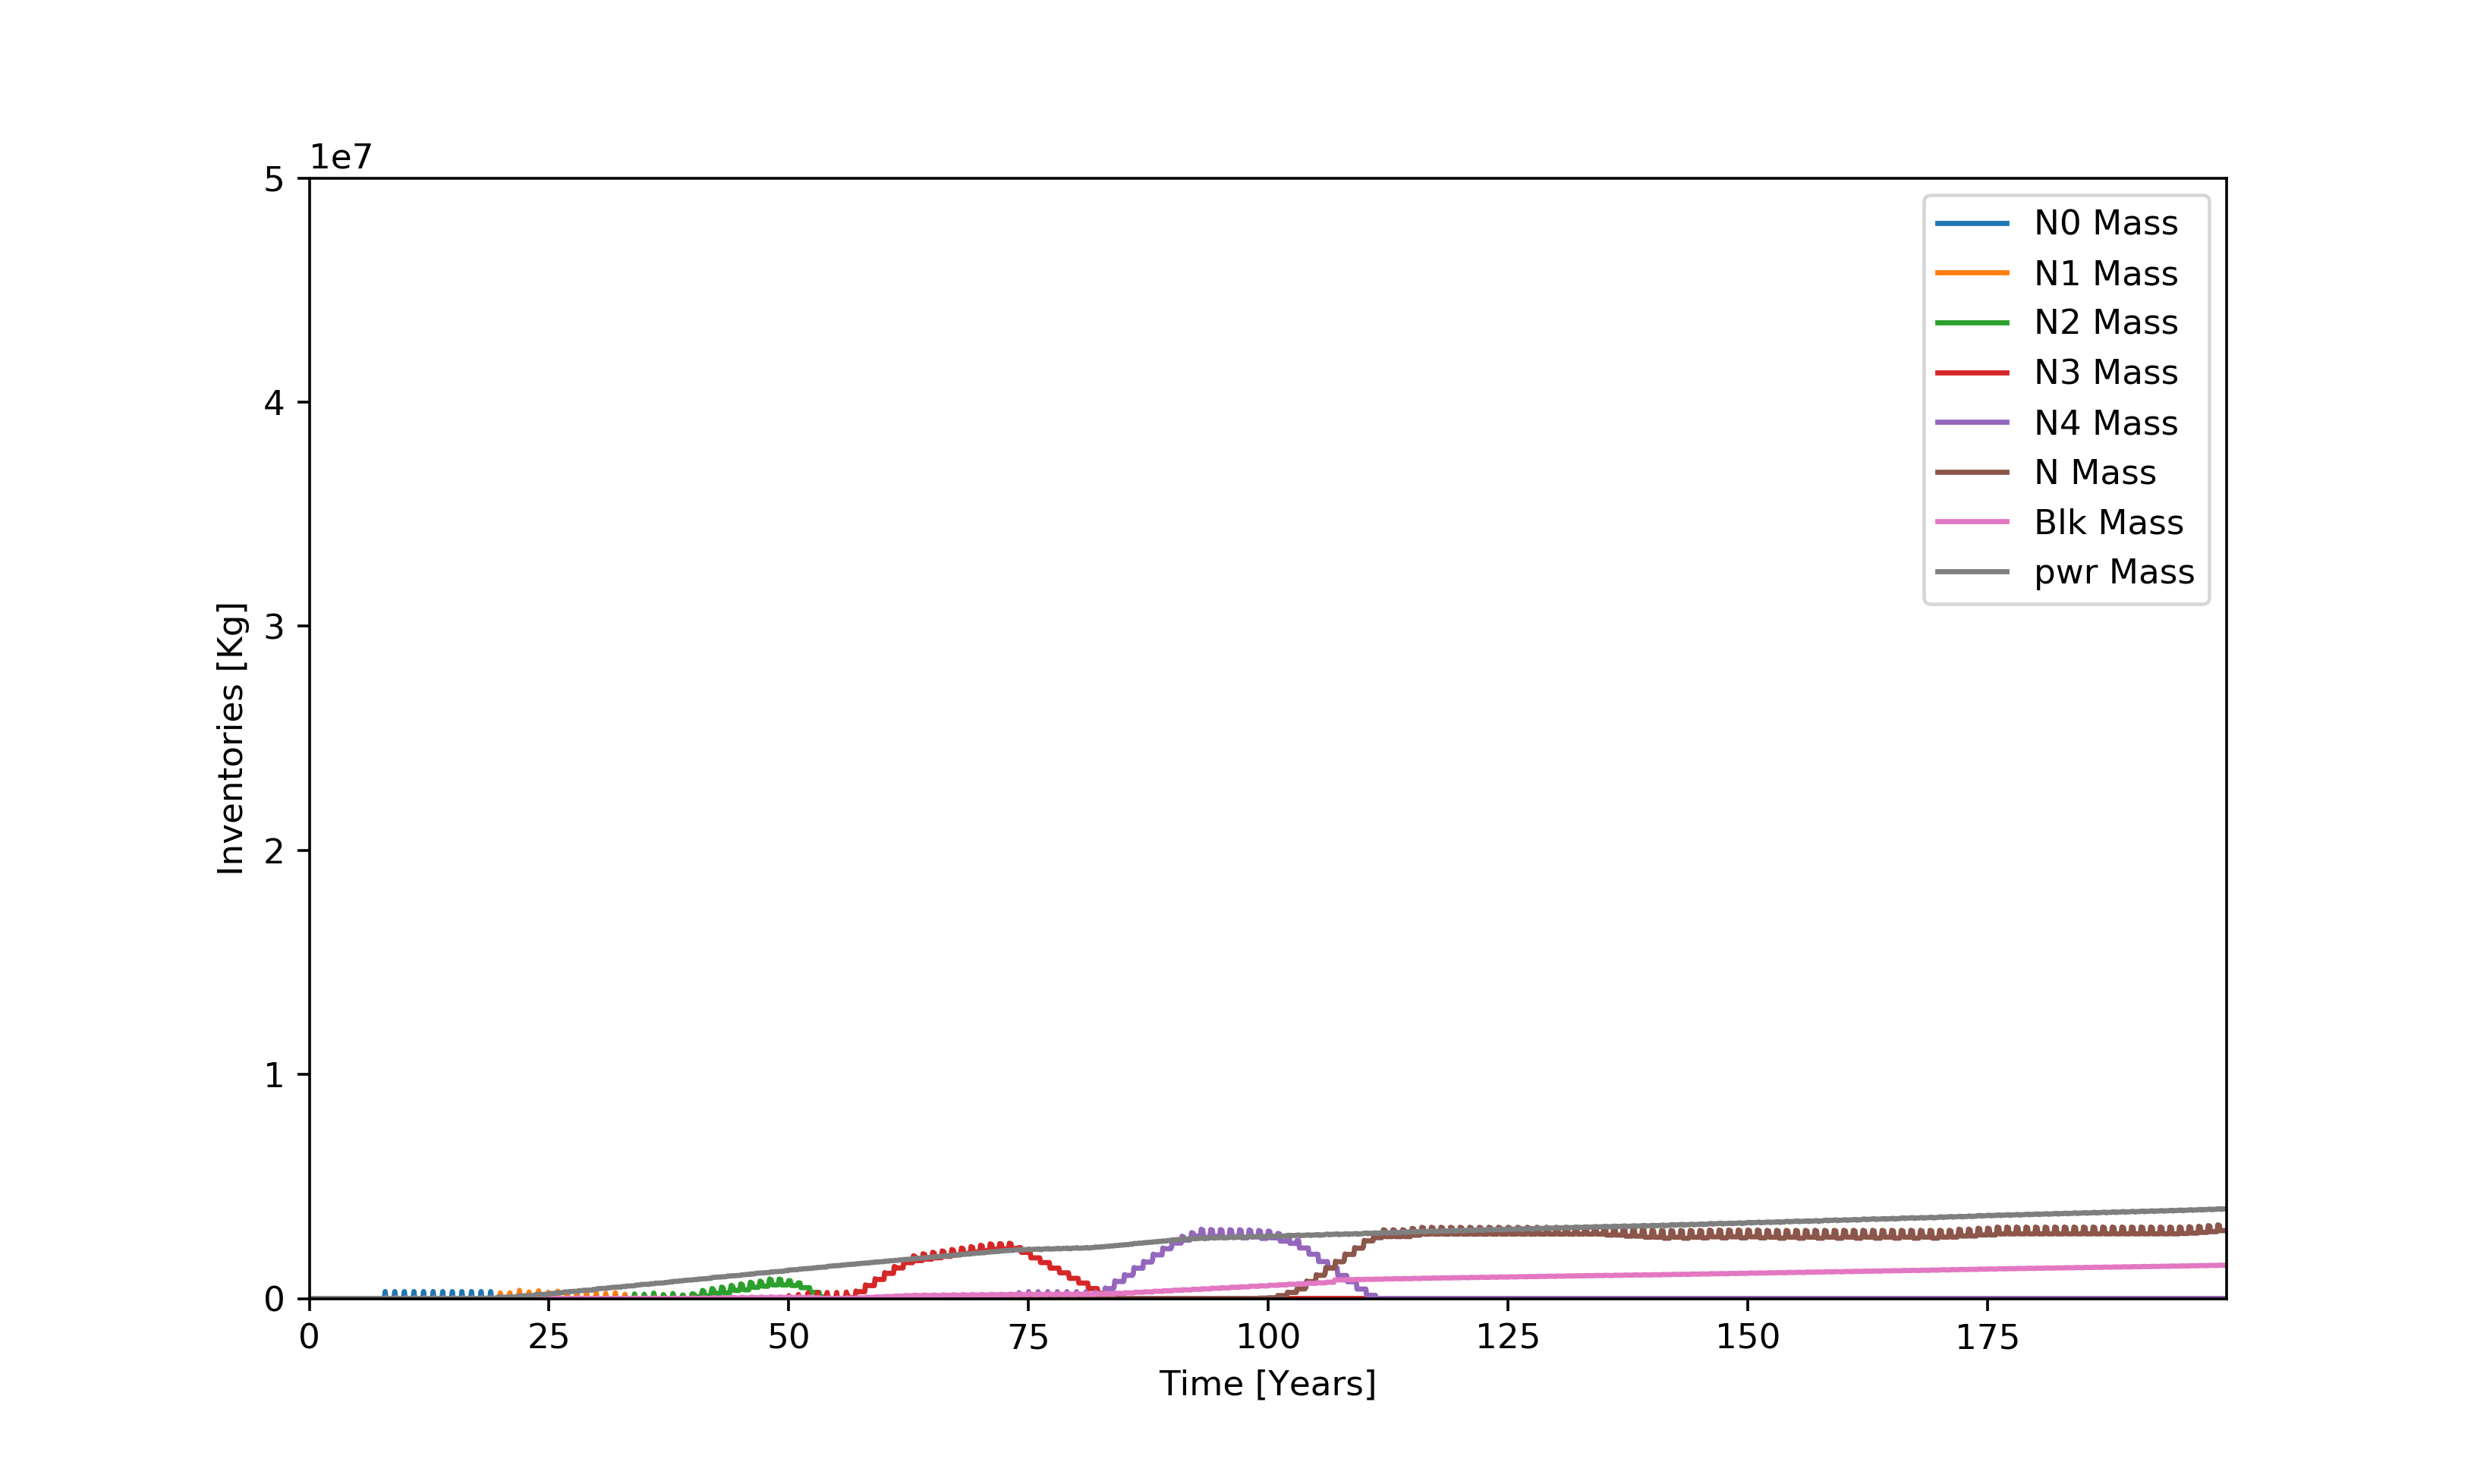 1e7
5
4
3
2
1
0
Inventories [Kg]
0 25 50 75 100 125 150 175
Time [Years]
N0 Mass
N1 Mass
N2 Mass
N3 Mass
N4 Mass
N Mass
Blk Mass
pwr Mass